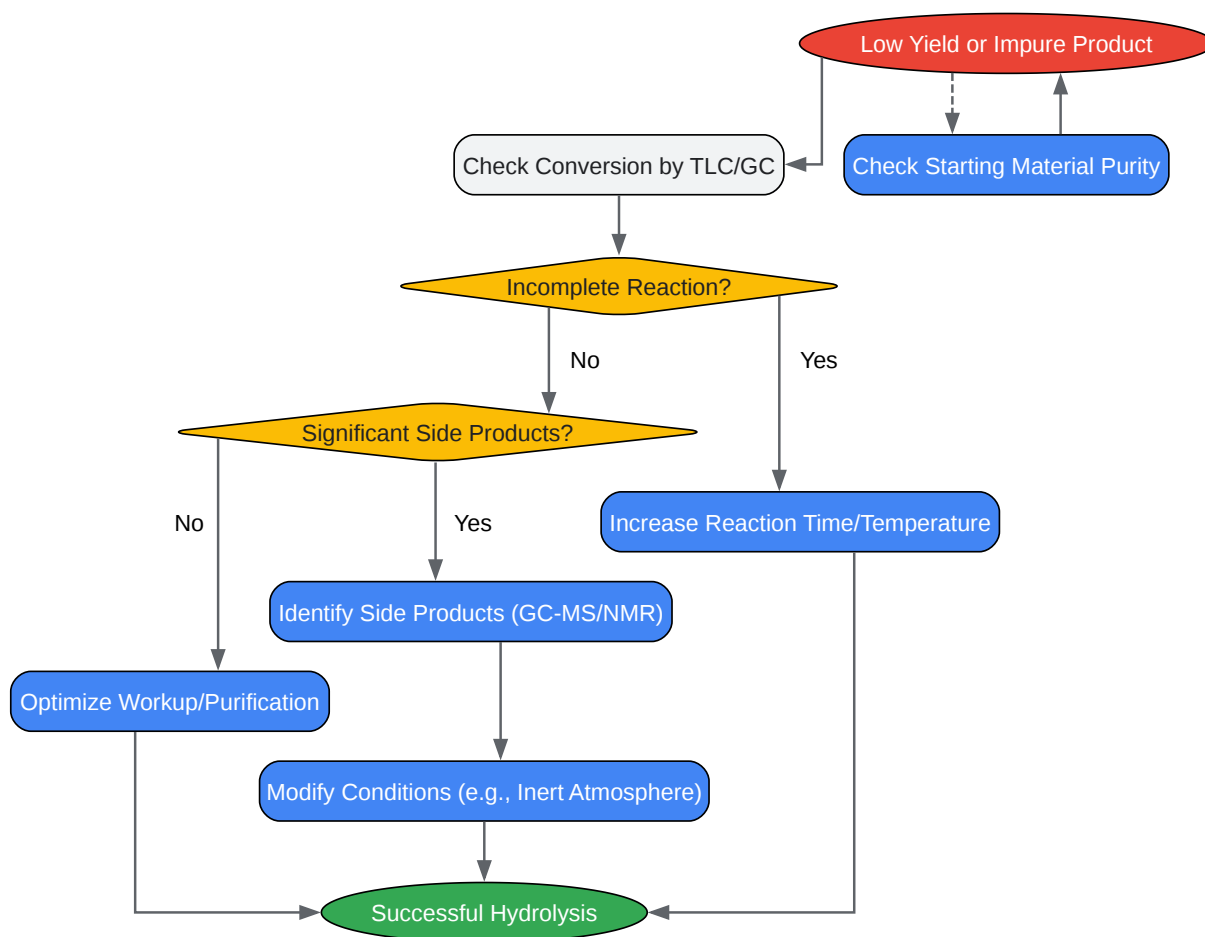 Low Yield or Impure Product
Check Conversion by TLC/GC
Check Starting Material Purity
Incomplete Reaction?
No
Yes
Significant Side Products?
No
Yes
Increase Reaction Time/Temperature
Identify Side Products (GC-MS/NMR)
Optimize Workup/Purification
Modify Conditions (e.g., Inert Atmosphere)
Successful Hydrolysis